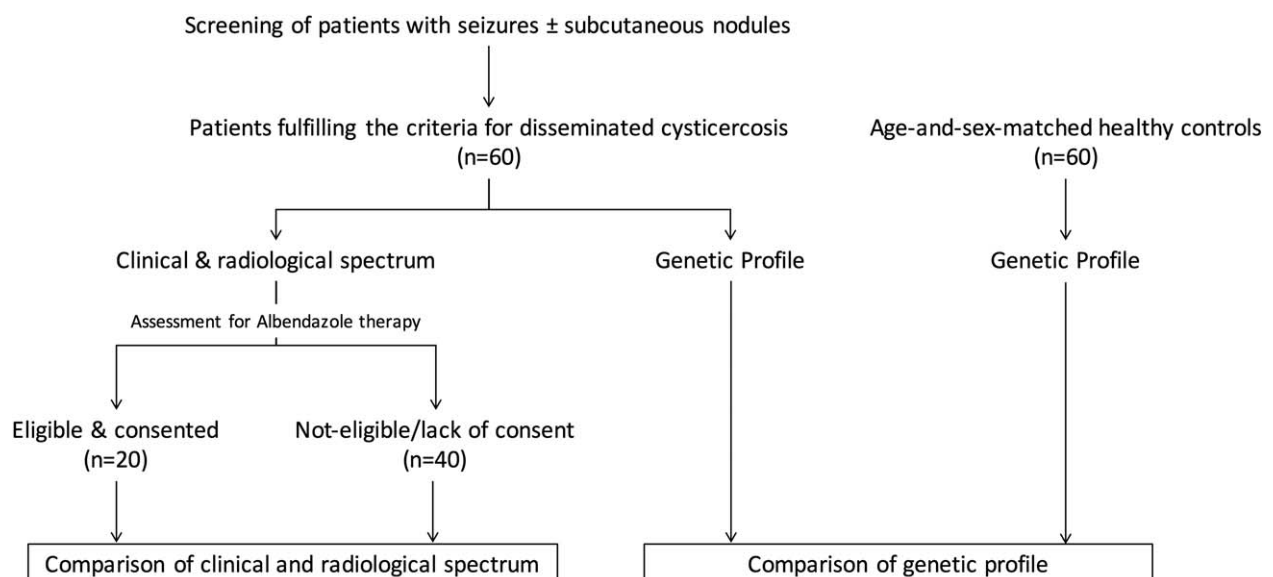 Screening of patients with seizures ± subcutaneous nodules
Patients fulfilling the criteria for disseminated cysticercosis
(n=60)
Age-and-sex-matched healthy controls
(n=60)
Clinical & radiological spectrum
Genetic Profile
Genetic Profile
Assessment for Albendazole therapy
Eligible & consented
(n=20)
Not-eligible/lack of consent
(n=40)
Comparison of clinical and radiological spectrum
Comparison of genetic profile